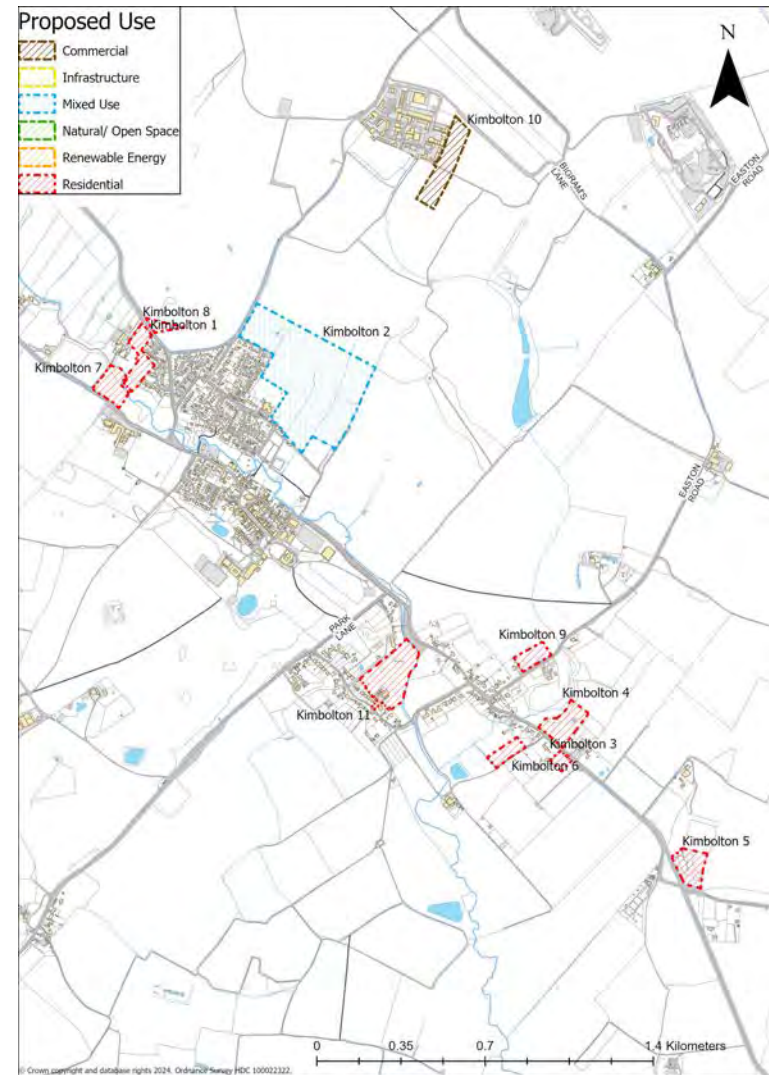 Proposed Use
Commercial
Infrastructure
Mixed Use
Natural/ Open Space
Renewable Energy
Residential
N
Kimbolton 10
BIGRAM'S
LANE
EASTON
ROAD
Kimbolton 8
Kimbolton 1
Kimbolton 2
Kimbolton 7
EASTON
ROAD
PARK
LANE
Kimbolton 9
Kimbolton 4
Kimbolton 11
Kimbolton 3
Kimbolton 6
Kimbolton 5
0 0.35 0.7 1.4 Kilometers
© Crown copyright and database rights 2024. Ordnance Survey HDC 100022322.